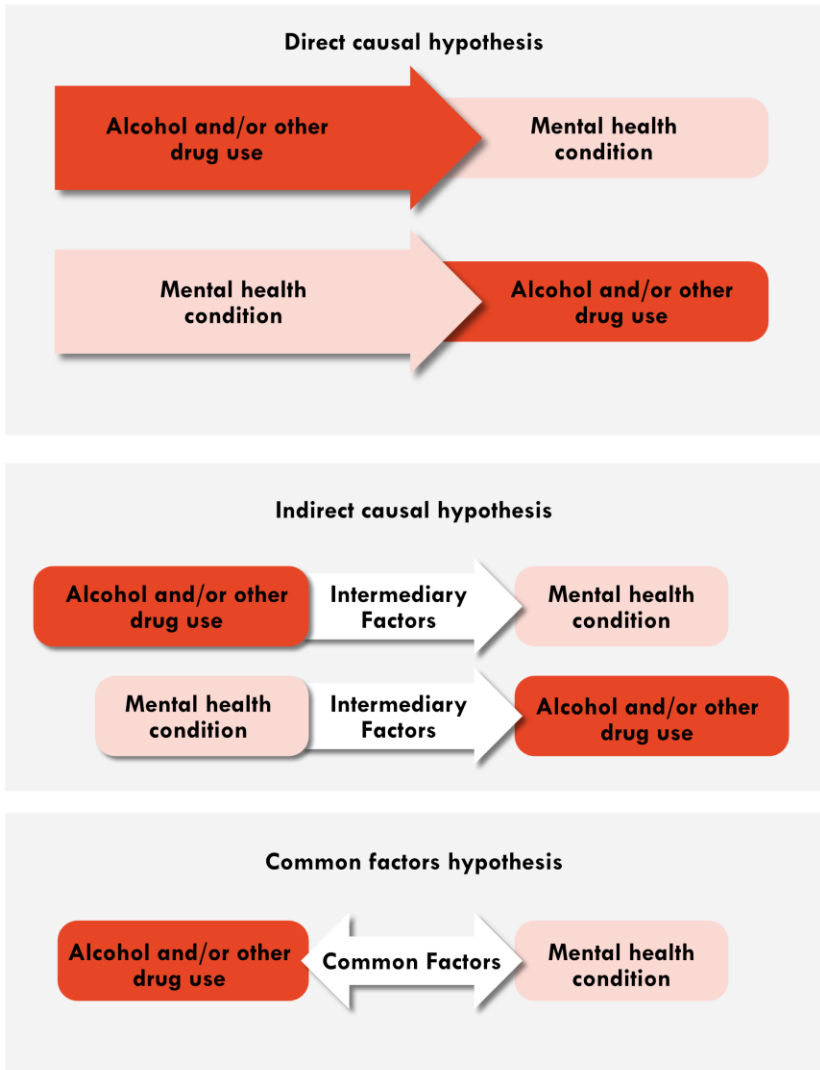 Direct causal hypothesis
Alcohol and/or other
drug use
Mental health
condition
Mental health
condition
Alcohol and/or other
drug use
Indirect causal hypothesis
Alcohol and/or other
drug use
Intermediary
Factors
Mental health
condition
Mental health
condition
Intermediary
Factors
Alcohol and/or other
drug use
Common factors hypothesis
Alcohol and/or other
drug use
Common Factors
Mental health
condition